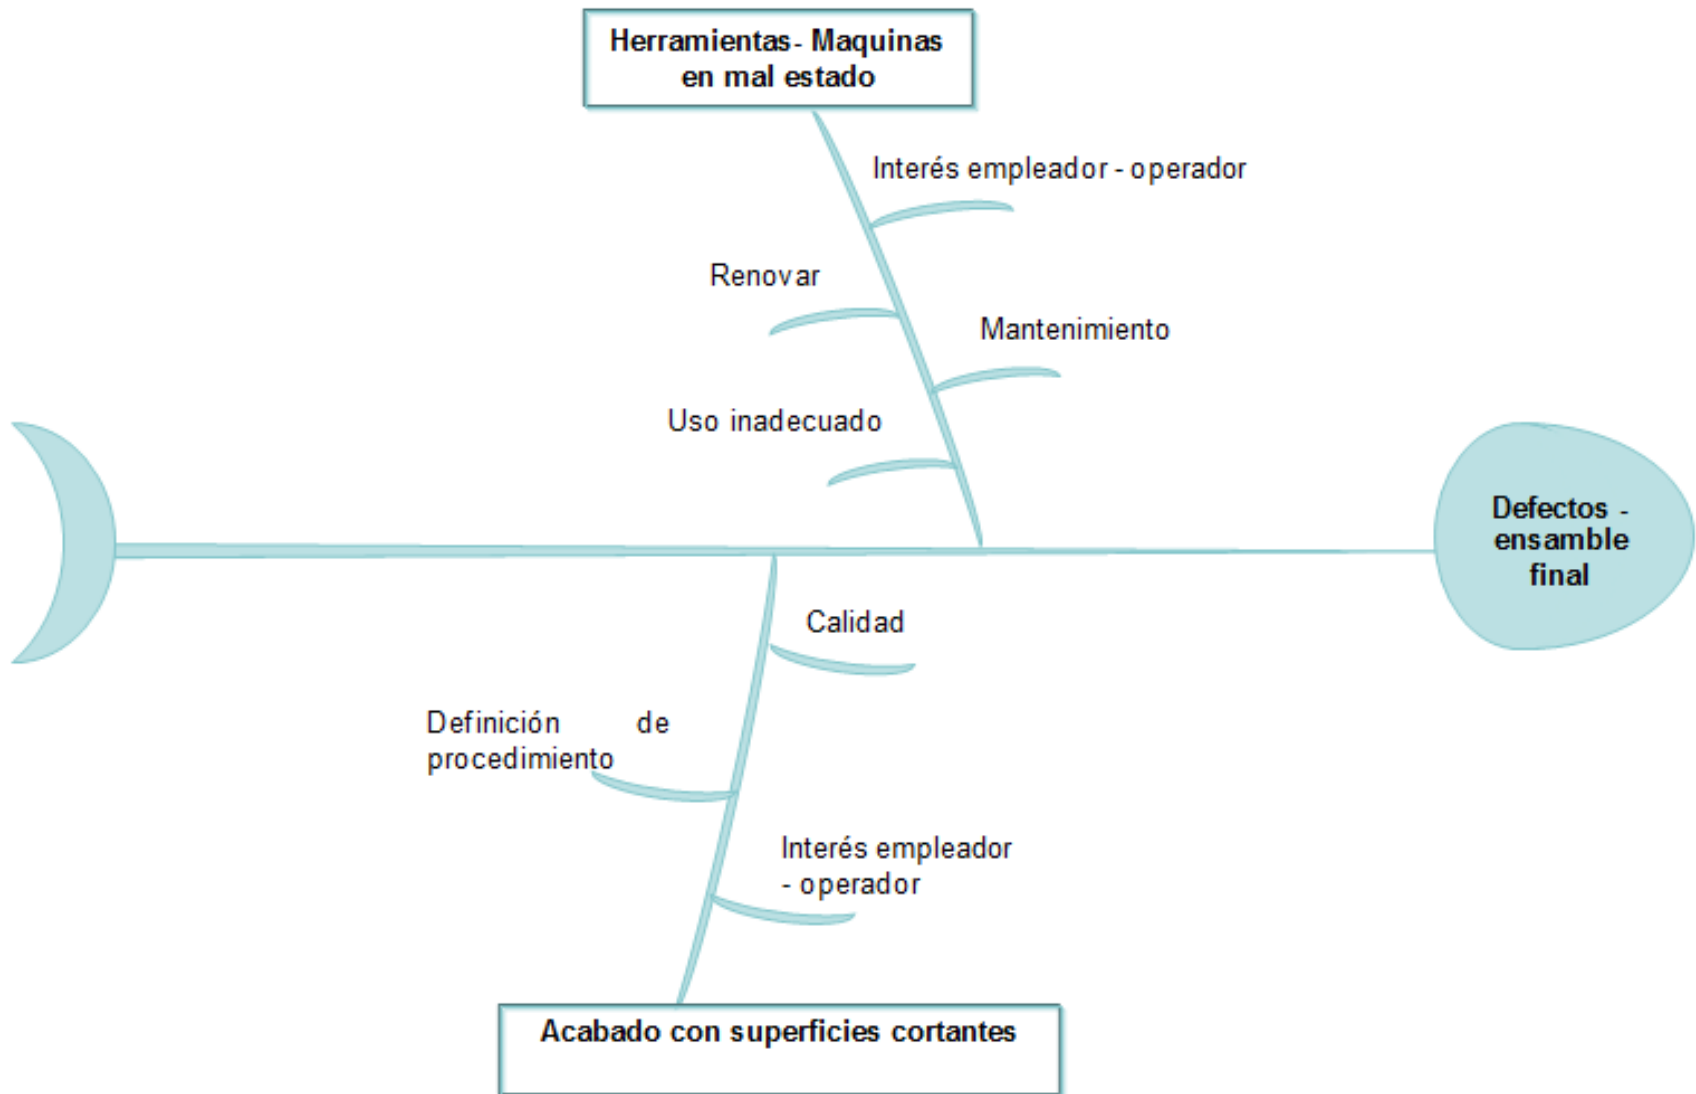 Herramientas- Maquinas
en mal estado
Interés empleador - operador
Renovar
Mantenimiento
Uso inadecuado
Defectos -
ensamble
final
Calidad
Definición de
procedimiento
Interés empleador
- operador
Acabado con superficies cortantes